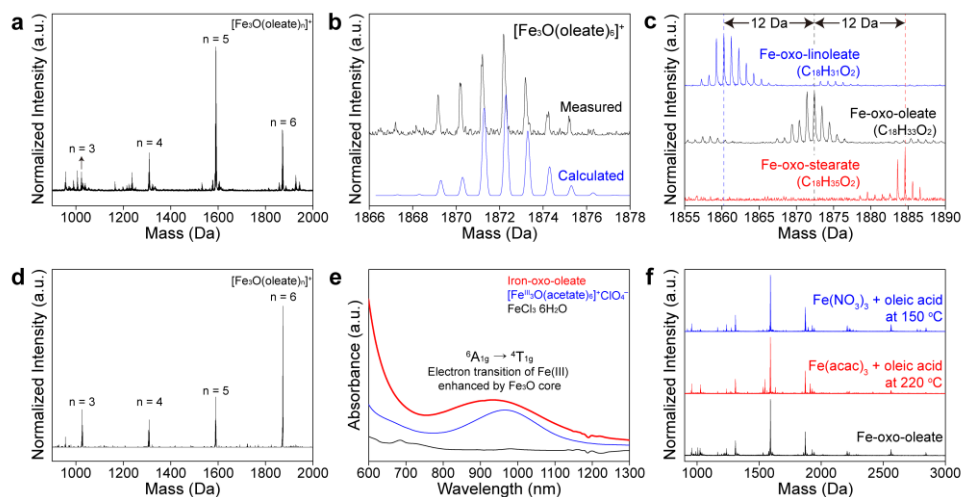 a
Normalized Intensity (a.u.)
[Fe₃O(oleate)ₙ]⁺
n = 3
n = 4
n = 5
n = 6
1000 1200 1400 1600 1800 2000
Mass (Da)
b
Normalized Intensity (a.u.)
[Fe₃O(oleate)₆]⁺
Measured
Calculated
1866 1868 1870 1872 1874 1876 1878
Mass (Da)
c
Normalized Intensity (a.u.)
12 Da 12 Da
Fe-oxo-linoleate
(C₁₈H₃₁O₂)
Fe-oxo-oleate
(C₁₈H₃₃O₂)
Fe-oxo-stearate
(C₁₈H₃₅O₂)
1855 1860 1865 1870 1875 1880 1885 1890
Mass (Da)
d
Normalized Intensity (a.u.)
[Fe₃O(oleate)ₙ]⁺
n = 3
n = 4
n = 5
n = 6
1000 1200 1400 1600 1800 2000
Mass (Da)
e
Absorbance (a.u.)
Iron-oxo-oleate
[Feᴵᴵᴵ₃O(acetate)₆]⁺ClO₄⁻
FeCl₃ 6H₂O
⁶A₁g → ⁴T₁g
Electron transition of Fe(III)
enhanced by Fe₃O core
600 700 800 900 1000 1100 1200 1300
Wavelength (nm)
f
Normalized Intensity (a.u.)
Fe(NO₃)₃ + oleic acid
at 150 °C
Fe(acac)₃ + oleic acid
at 220 °C
Fe-oxo-oleate
1000 1500 2000 2500 3000
Mass (Da)